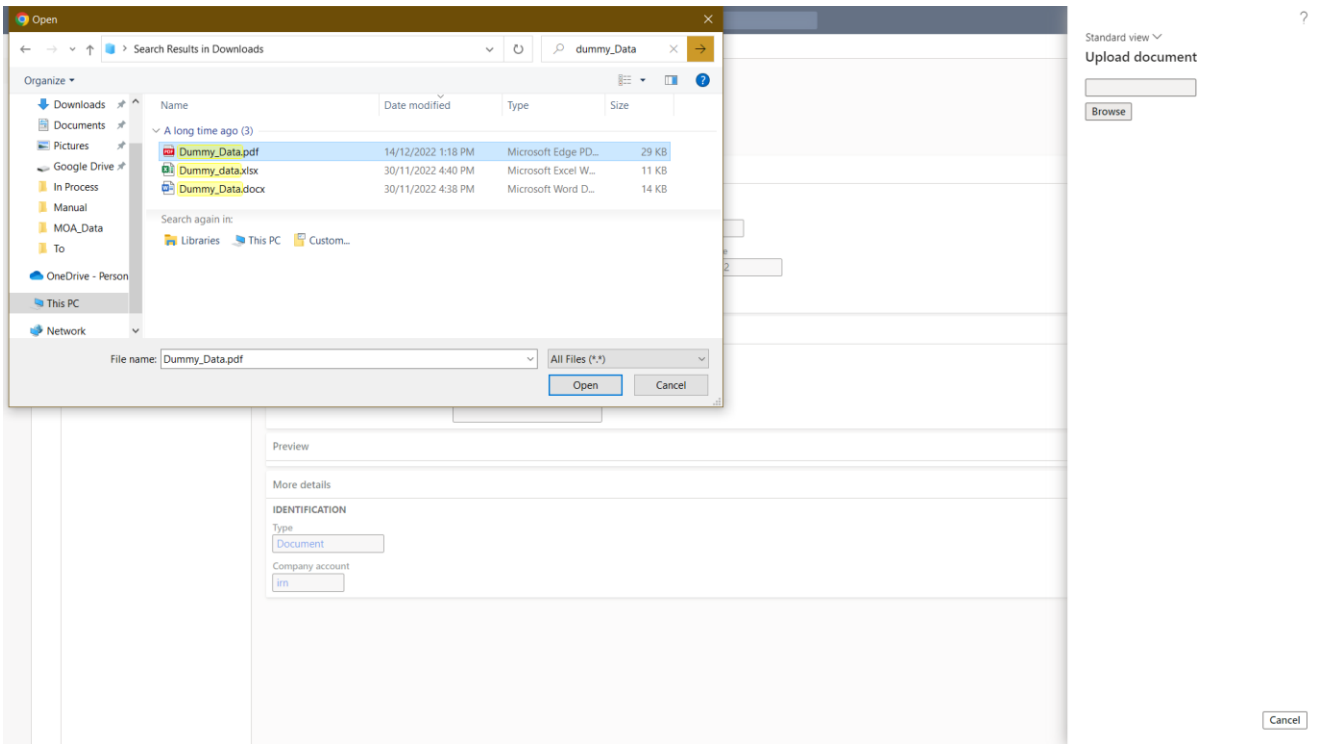 Open
Search Results in Downloads
dummy_Data
Organize
Downloads
Documents
Pictures
Google Drive
In Process
Manual
MOA_Data
To
OneDrive - Person
This PC
Network
Name Date modified Type Size
A long time ago (3)
Dummy_Data.pdf 14/12/2022 1:18 PM Microsoft Edge PD... 29 KB
Dummy_data.xlsx 30/11/2022 4:40 PM Microsoft Excel W... 11 KB
Dummy_Data.docx 30/11/2022 4:38 PM Microsoft Word D... 14 KB
Search again in:
Libraries This PC Custom...
File name: Dummy_Data.pdf All Files (*.*)
Open Cancel
e
2
Preview
More details
IDENTIFICATION
Type
Document
Company account
irn
?
Standard view
Upload document
Browse
Cancel